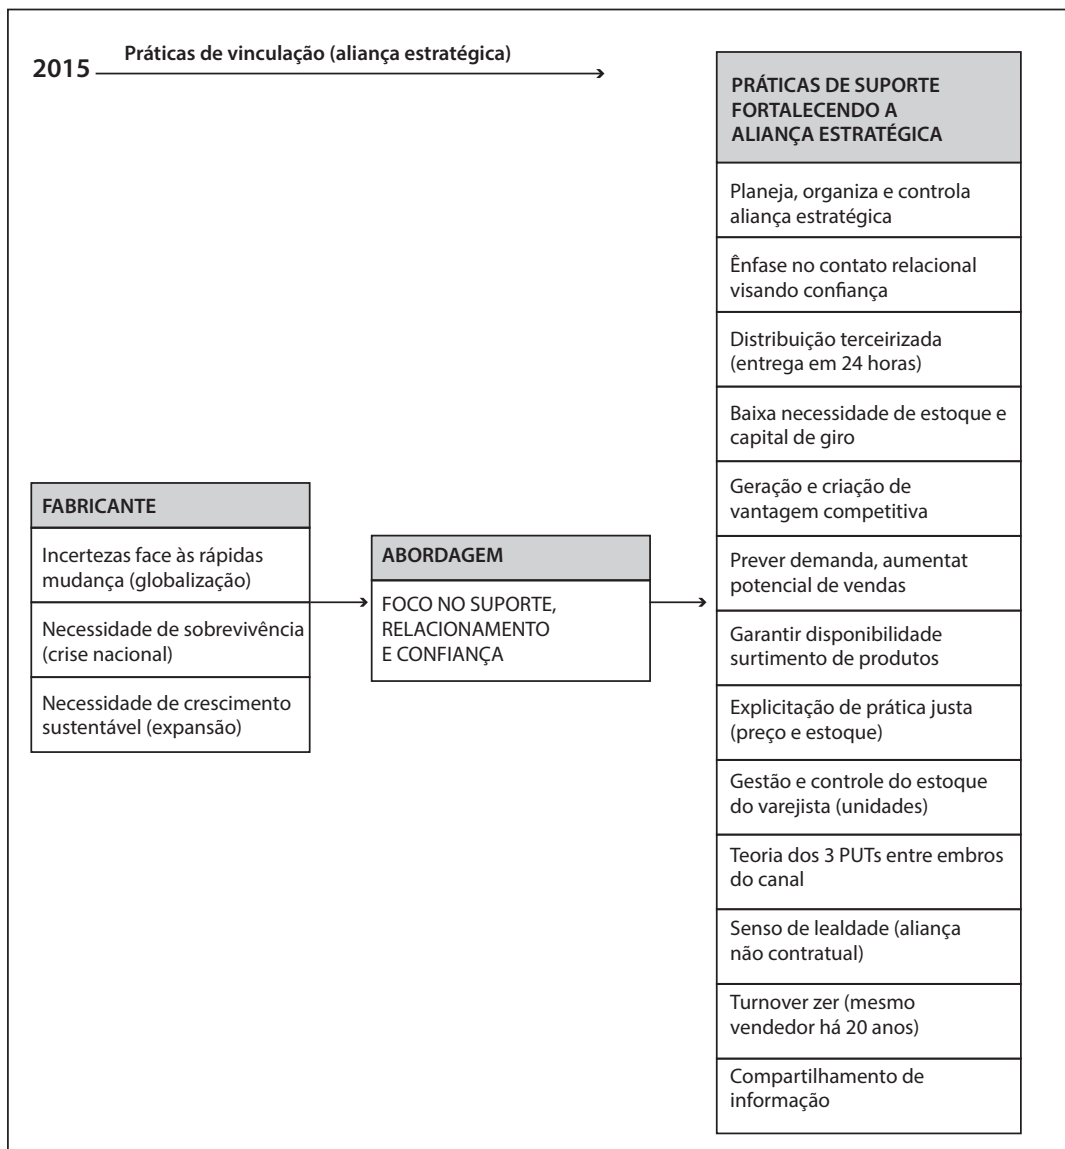 2015
Práticas de vinculação (aliança estratégica)
FABRICANTE
Incertezas face às rápidas
mudança (globalização)
Necessidade de sobrevivência
(crise nacional)
Necessidade de crescimento
sustentável (expansão)
ABORDAGEM
FOCO NO SUPORTE,
RELACIONAMENTO
E CONFIANÇA
PRÁTICAS DE SUPORTE
FORTALECENDO A
ALIANÇA ESTRATÉGICA
Planeja, organiza e controla
aliança estratégica
Ênfase no contato relacional
visando confiança
Distribuição terceirizada
(entrega em 24 horas)
Baixa necessidade de estoque e
capital de giro
Geração e criação de
vantagem competitiva
Prever demanda, aumentat
potencial de vendas
Garantir disponibilidade
surtimento de produtos
Explicitação de prática justa
(preço e estoque)
Gestão e controle do estoque
do varejista (unidades)
Teoria dos 3 PUTs entre embros
do canal
Senso de lealdade (aliança
não contratual)
Turnover zer (mesmo
vendedor há 20 anos)
Compartilhamento de
informação